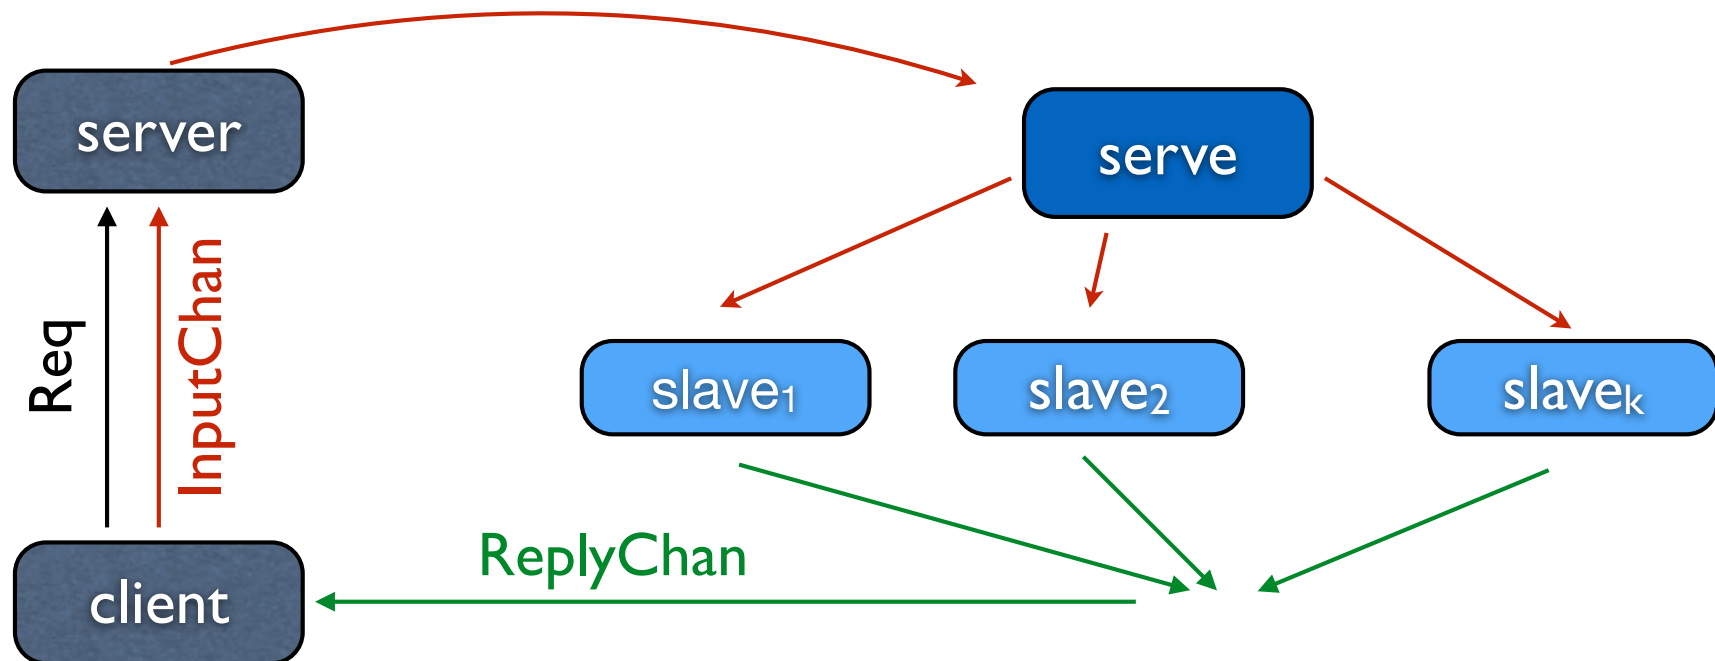 server
serve
Req
InputChan
slave₁
slave₂
slaveₖ
ReplyChan
client